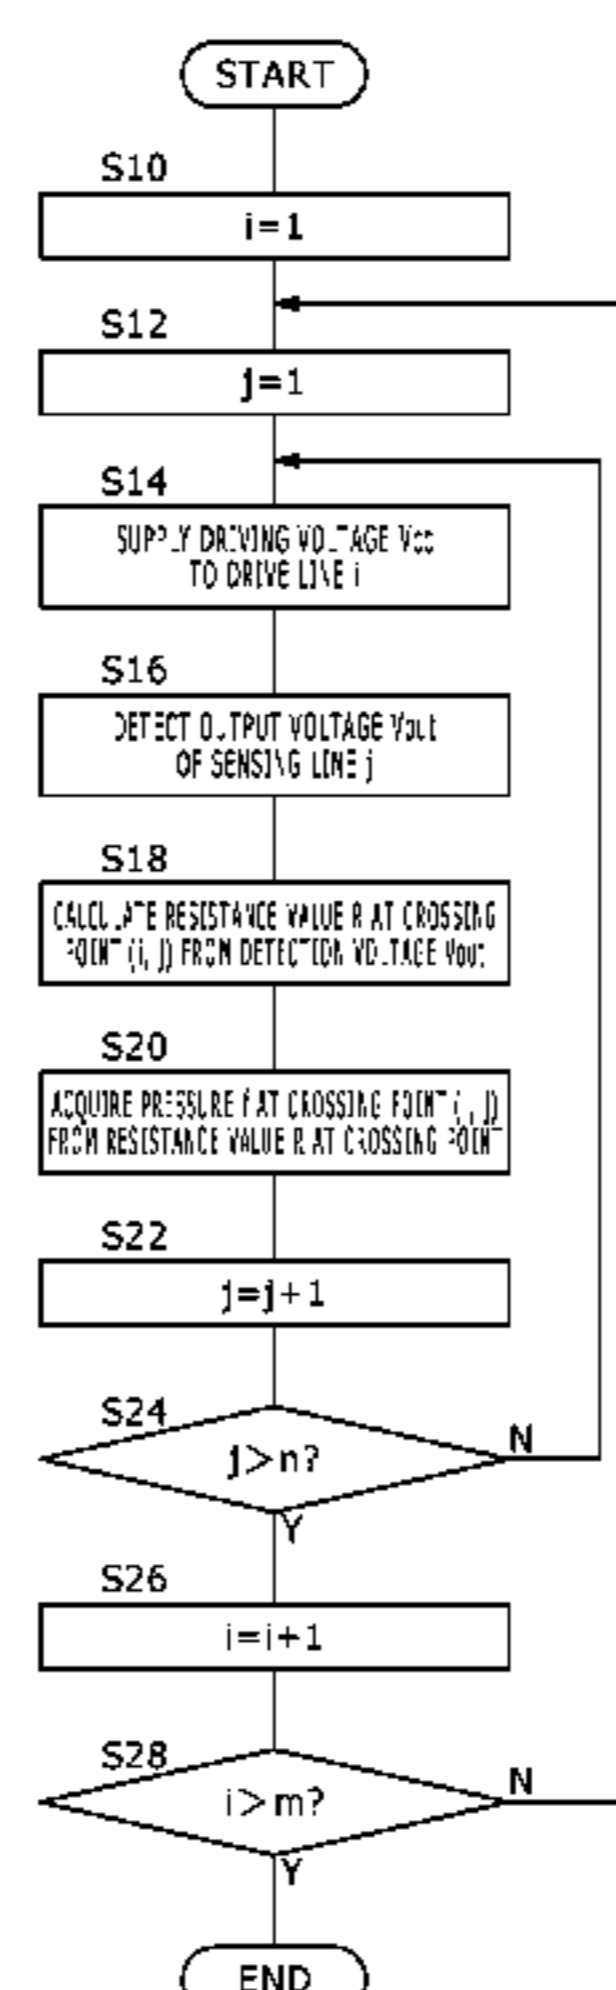 START
S10
i=1
S12
j=1
S14
SUPPLY DRIVING VOLTAGE Vcc
TO DRIVE LINE i
S16
DETECT OUTPUT VOLTAGE Vout
OF SENSING LINE j
S18
CALCULATE RESISTANCE VALUE R AT CROSSING
POINT (i, j) FROM DETECTION VOLTAGE Vout
S20
ACQUIRE PRESSURE f AT CROSSING POINT (i, j)
FROM RESISTANCE VALUE R AT CROSSING POINT
S22
j=j+1
S24
j>n?
N
Y
S26
i=i+1
S28
i>m?
N
Y
END